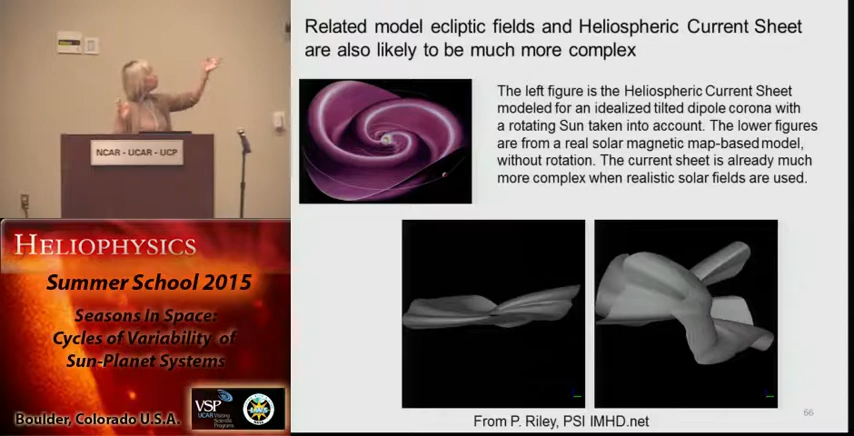 Related model ecliptic fields and Heliospheric Current Sheet
are also likely to be much more complex
The left figure is the Heliospheric Current Sheet
modeled for an idealized tilted dipole corona with
a rotating Sun taken into account. The lower figures
are from a real solar magnetic map-based model,
without rotation. The current sheet is already much
more complex when realistic solar fields are used.
From P. Riley, PSI IMHD.net
66
NCAR - UCAR - UCP
HELIOPHYSICS
Summer School 2015
Seasons in Space:
Cycles of Variability of
Sun-Planet Systems
Boulder, Colorado U.S.A.
VSP
UCAR Visiting
Scientist
Programs